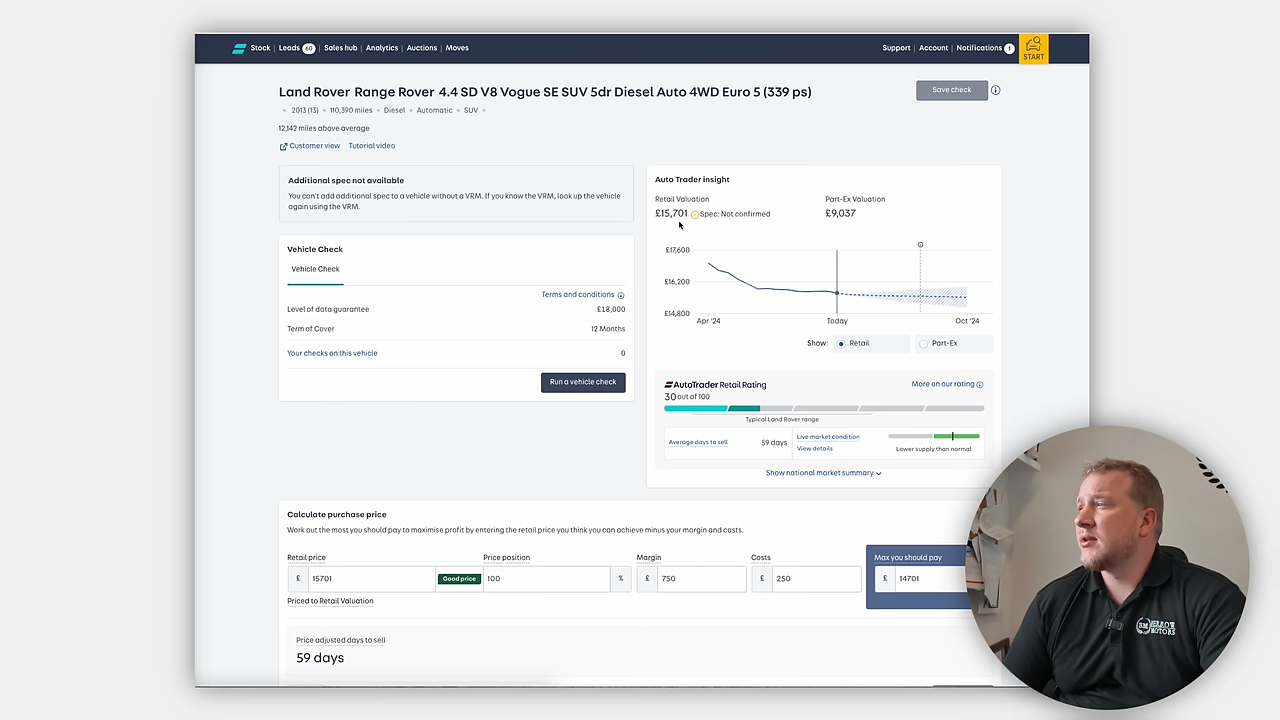 Stock | Leads 60 | Sales hub | Analytics | Auctions | Moves
Support | Account | Notifications 1
START
Land Rover Range Rover 4.4 SD V8 Vogue SE SUV 5dr Diesel Auto 4WD Euro 5 (339 ps)
Save check
2013 (13) • 110,390 miles • Diesel • Automatic • SUV •
12,142 miles above average
Customer view Tutorial video
Additional spec not available
You can't add additional spec to a vehicle without a VRM. If you know the VRM, look up the vehicle
again using the VRM.
Vehicle Check
Vehicle Check
Terms and conditions
Level of data guarantee £18,000
Term of Cover 12 Months
Your checks on this vehicle 0
Run a vehicle check
Auto Trader insight
Retail Valuation Part-Ex Valuation
£15,701 Spec: Not confirmed £9,037
£17,600
£16,200
£14,800
Apr '24 Today Oct '24
Show: Retail Part-Ex
AutoTrader Retail Rating More on our rating
30 out of 100
Typical Land Rover range
Average days to sell 59 days
Live market condition
View details
Lower supply than normal
Show national market summary
Calculate purchase price
Work out the most you should pay to maximise profit by entering the retail price you think you can achieve minus your margin and costs.
Retail price Price position Margin Costs Max you should pay
£ 15701 Good price 100 % £ 750 £ 250 £ 14701
Priced to Retail Valuation
Price adjusted days to sell
59 days
BM BERROW
MOTORS